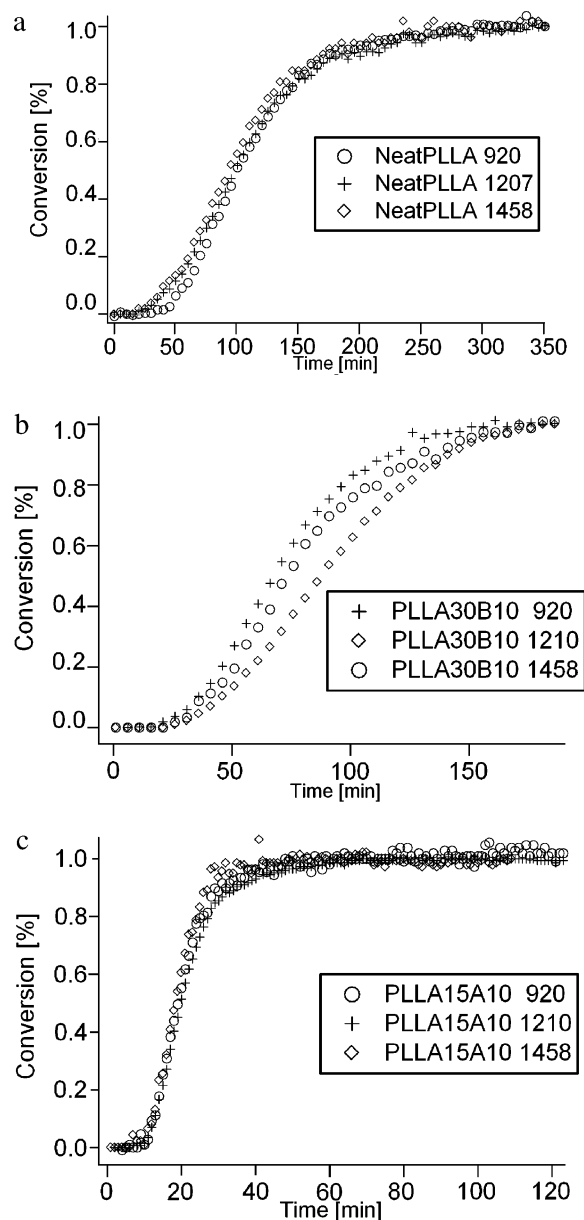 a
Conversion [%]
1.0
0.8
0.6
0.4
0.2
0.0
NeatPLLA 920
NeatPLLA 1207
NeatPLLA 1458
0 50 100 150 200 250 300 350
Time [min]
b
Conversion [%]
1.0
0.8
0.6
0.4
0.2
0.0
PLLA30B10 920
PLLA30B10 1210
PLLA30B10 1458
0 50 100 150
Time [min]
c
Conversion [%]
1.0
0.8
0.6
0.4
0.2
0.0
PLLA15A10 920
PLLA15A10 1210
PLLA15A10 1458
20 40 60 80 100 120
Time [min]